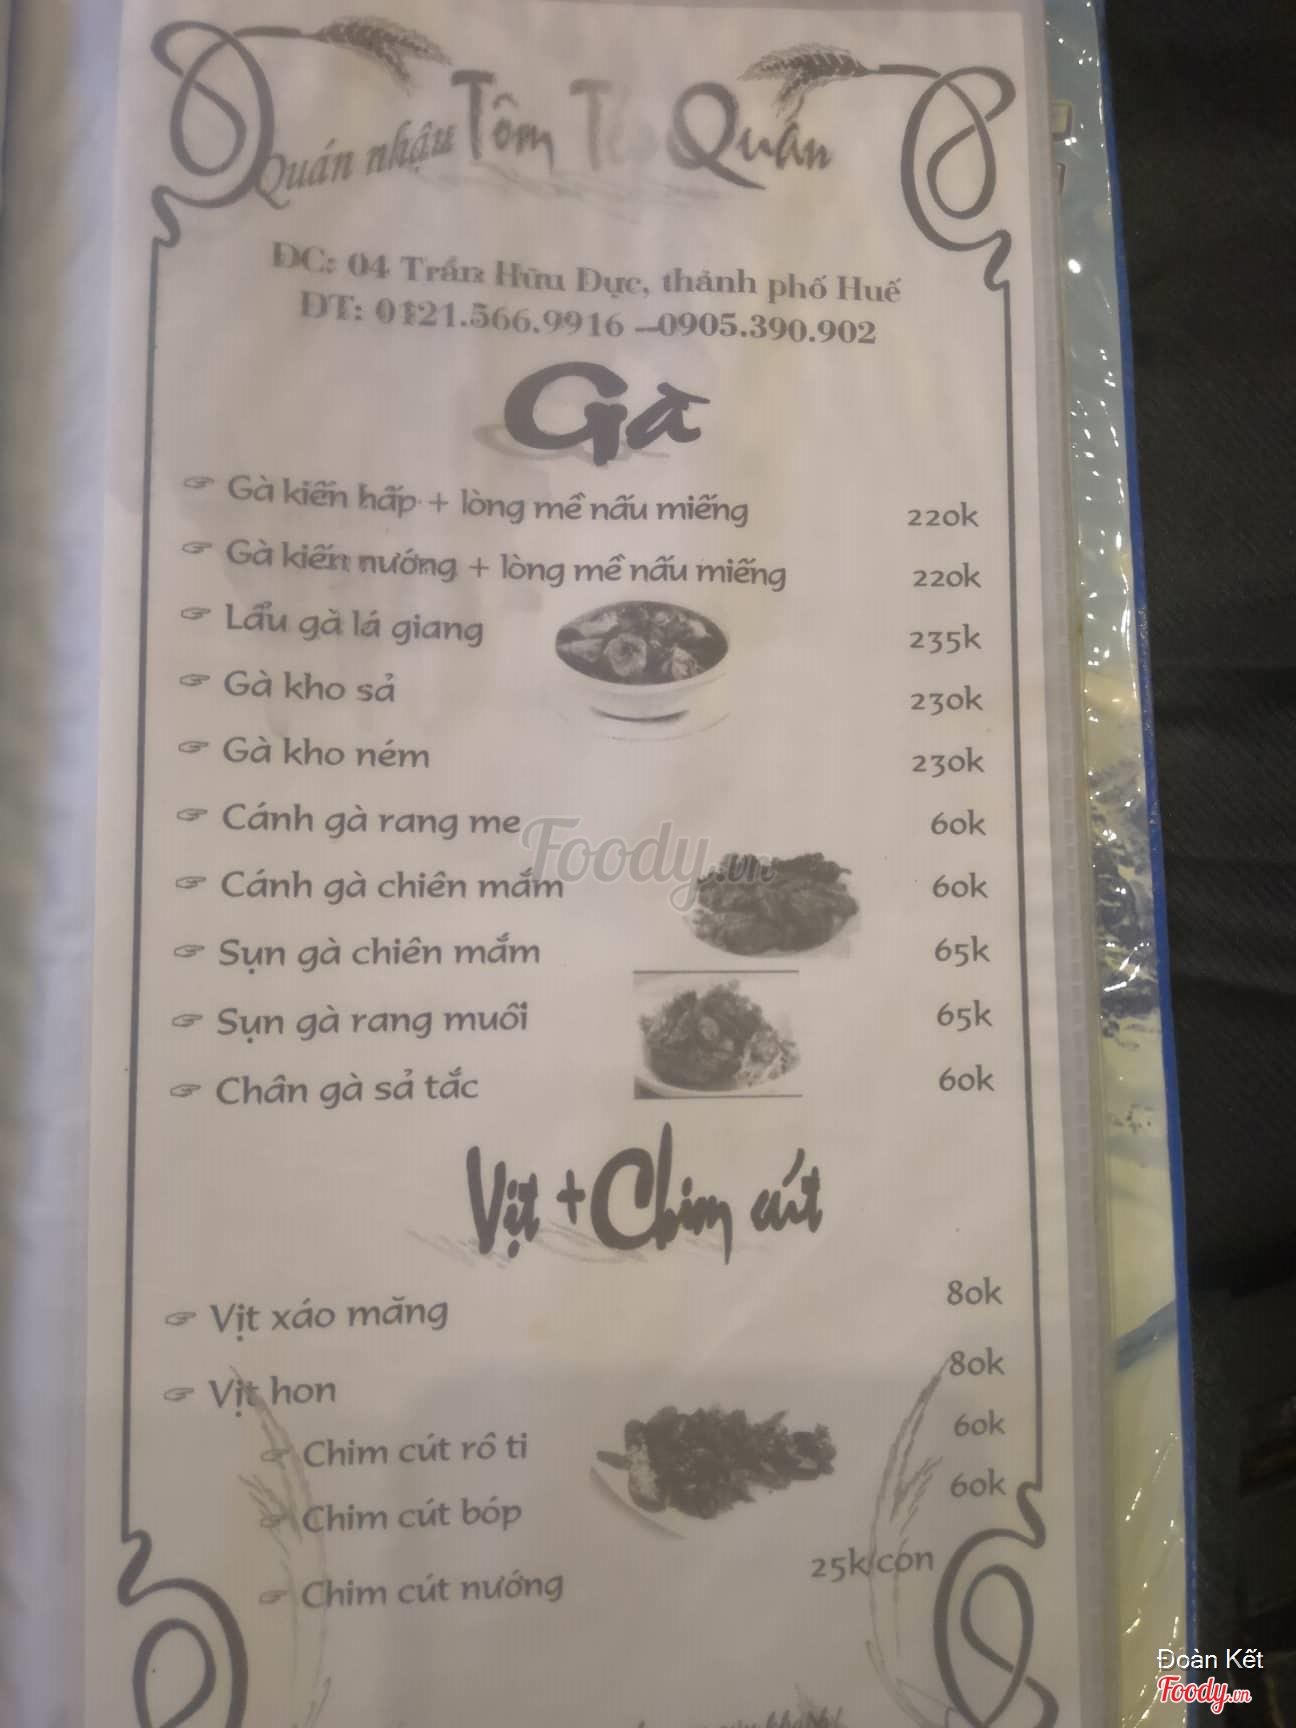 Quán nhậu Tôm Quán
ĐC: 04 Trần Hữu Dực, thành phố Huế
ĐT: 0121.566.9916 –0905.390.902
Gà
Gà kiến hấp + lòng mề nấu miếng 220k
Gà kiến nướng + lòng mề nấu miếng 220k
Lẩu gà lá giang 235k
Gà kho sả 230k
Gà kho ném 230k
Cánh gà rang me 60k
Foody.vn
Cánh gà chiên mắm 60k
Sụn gà chiên mắm 65k
Sụn gà rang muối 65k
Chân gà sả tắc 60k
Vịt + Chim cút
Vịt xáo măng 80k
Vịt hon 80k
Chim cút rô ti 60k
Chim cút bóp 60k
Chim cút nướng 25k/con
Đoàn Kết
Foody.vn